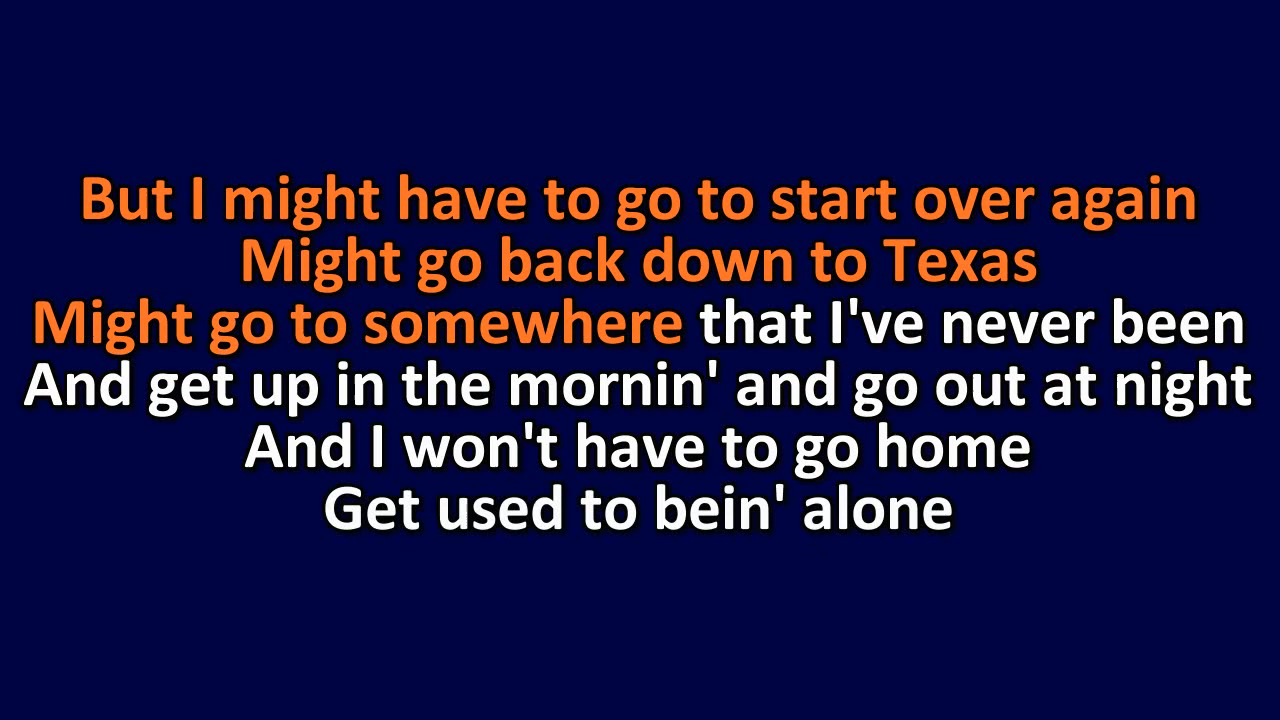 But I might have to go to start over again
Might go back down to Texas
Might go to somewhere that I've never been
And get up in the mornin' and go out at night
And I won't have to go home
Get used to bein' alone